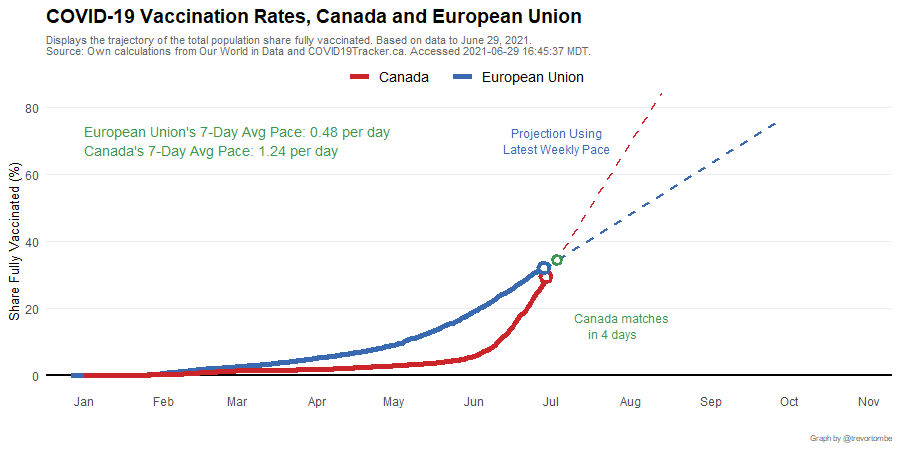 COVID-19 Vaccination Rates, Canada and European Union
Displays the trajectory of the total population share fully vaccinated. Based on data to June 29, 2021.
Source: Own calculations from Our World in Data and COVID19Tracker.ca. Accessed 2021-06-29 16:45:37 MDT.
Canada European Union
European Union's 7-Day Avg Pace: 0.48 per day
Canada's 7-Day Avg Pace: 1.24 per day
Projection Using
Latest Weekly Pace
Canada matches
in 4 days
Share Fully Vaccinated (%)
80
60
40
20
0
Jan Feb Mar Apr May Jun Jul Aug Sep Oct Nov
Graph by @trevortombe